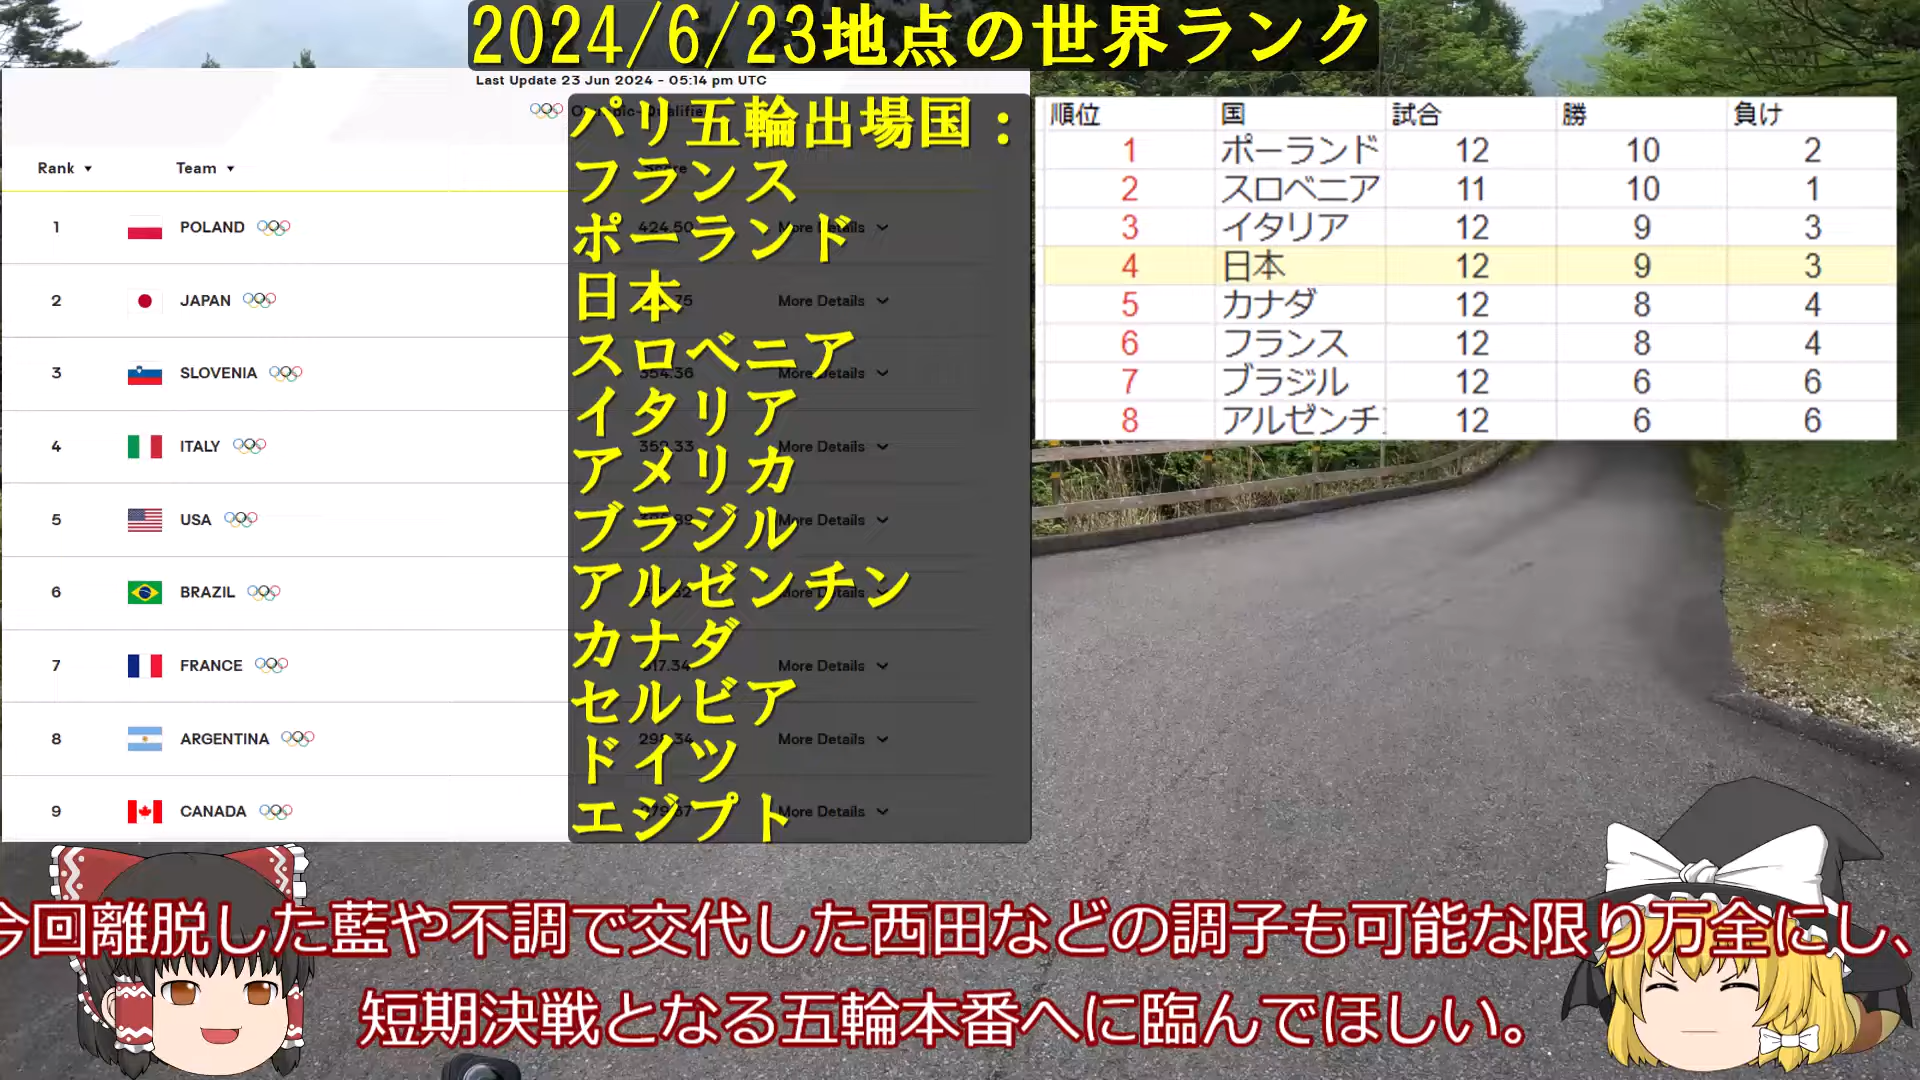 2024/6/23地点の世界ランク
Last Update 23 Jun 2024 - 05:14 pm UTC
Rank Team
1 POLAND More Details
2 JAPAN More Details
3 SLOVENIA 354.36 More Details
4 ITALY More Details
5 USA More Details
6 BRAZIL More Details
7 FRANCE More Details
8 ARGENTINA More Details
9 CANADA More Details
パリ五輪出場国：
フランス
ポーランド
日本
スロベニア
イタリア
アメリカ
ブラジル
アルゼンチン
カナダ
セルビア
ドイツ
エジプト
順位 国 試合 勝 負け
1 ポーランド 12 10 2
2 スロベニア 11 10 1
3 イタリア 12 9 3
4 日本 12 9 3
5 カナダ 12 8 4
6 フランス 12 8 4
7 ブラジル 12 6 6
8 アルゼンチ 12 6 6
今回離脱した藍や不調で交代した西田などの調子も可能な限り万全にし、
短期決戦となる五輪本番へに臨んでほしい。